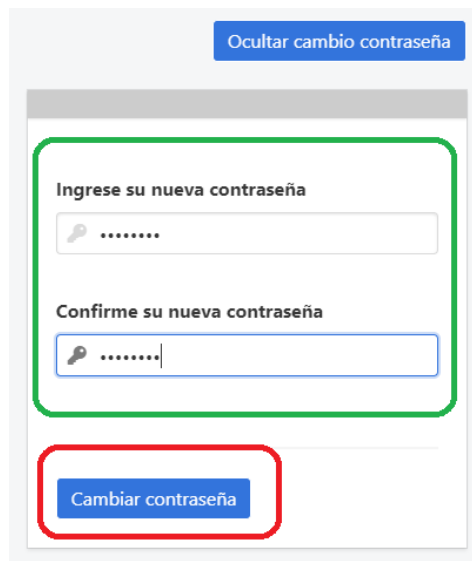 Ocultar cambio contraseña
Ingrese su nueva contraseña
••••••••
Confirme su nueva contraseña
••••••••
Cambiar contraseña